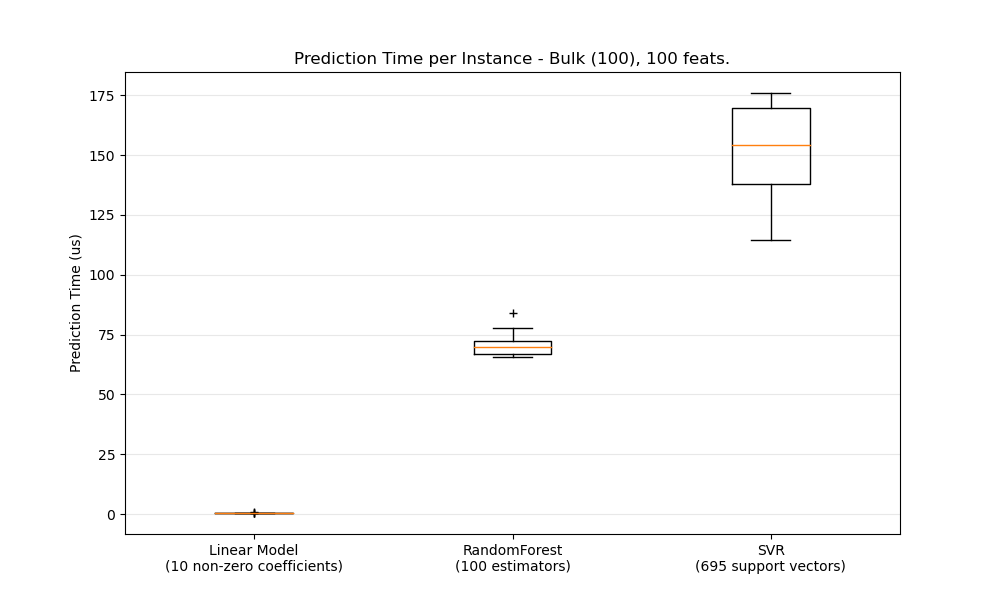 Prediction Time per Instance - Bulk (100), 100 feats.
Prediction Time (us)
175
150
125
100
75
50
25
0
Linear Model
(10 non-zero coefficients)
RandomForest
(100 estimators)
SVR
(695 support vectors)